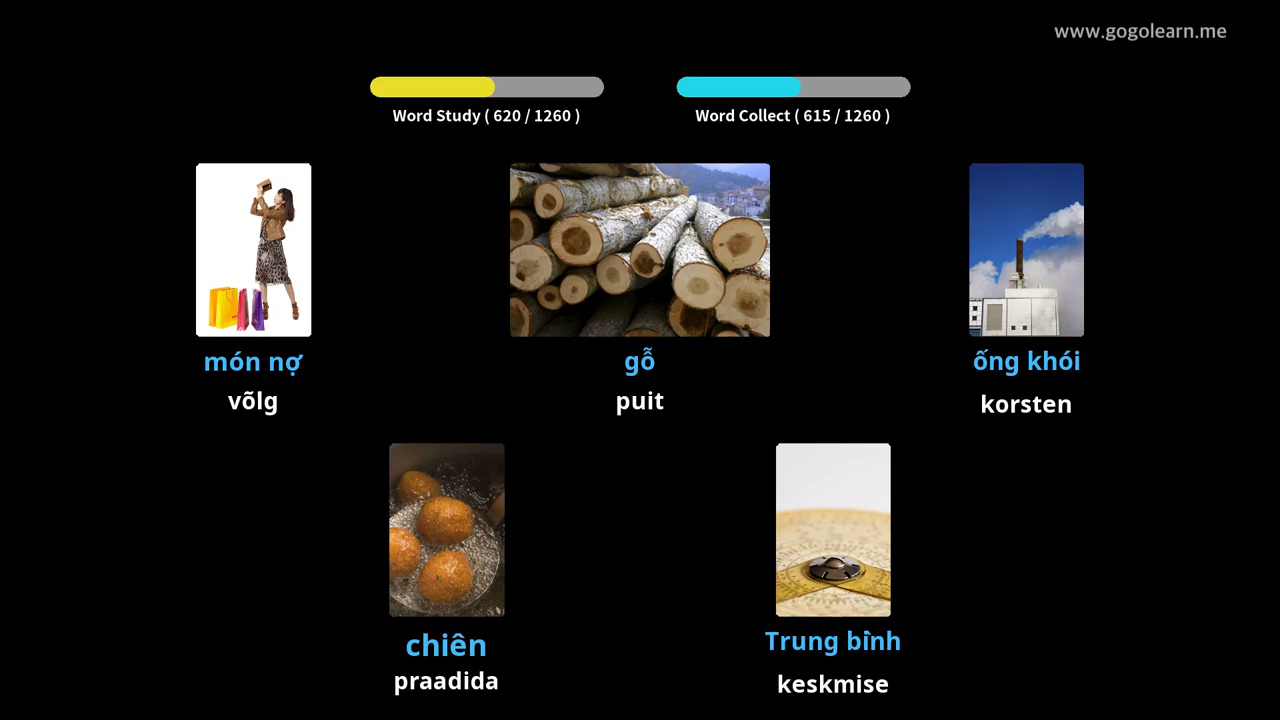 www.gogolearn.me
Word Study ( 620 / 1260 )
Word Collect ( 615 / 1260 )
món nợ
võlg
gỗ
puit
ống khói
korsten
chiên
praadida
Trung bình
keskmise